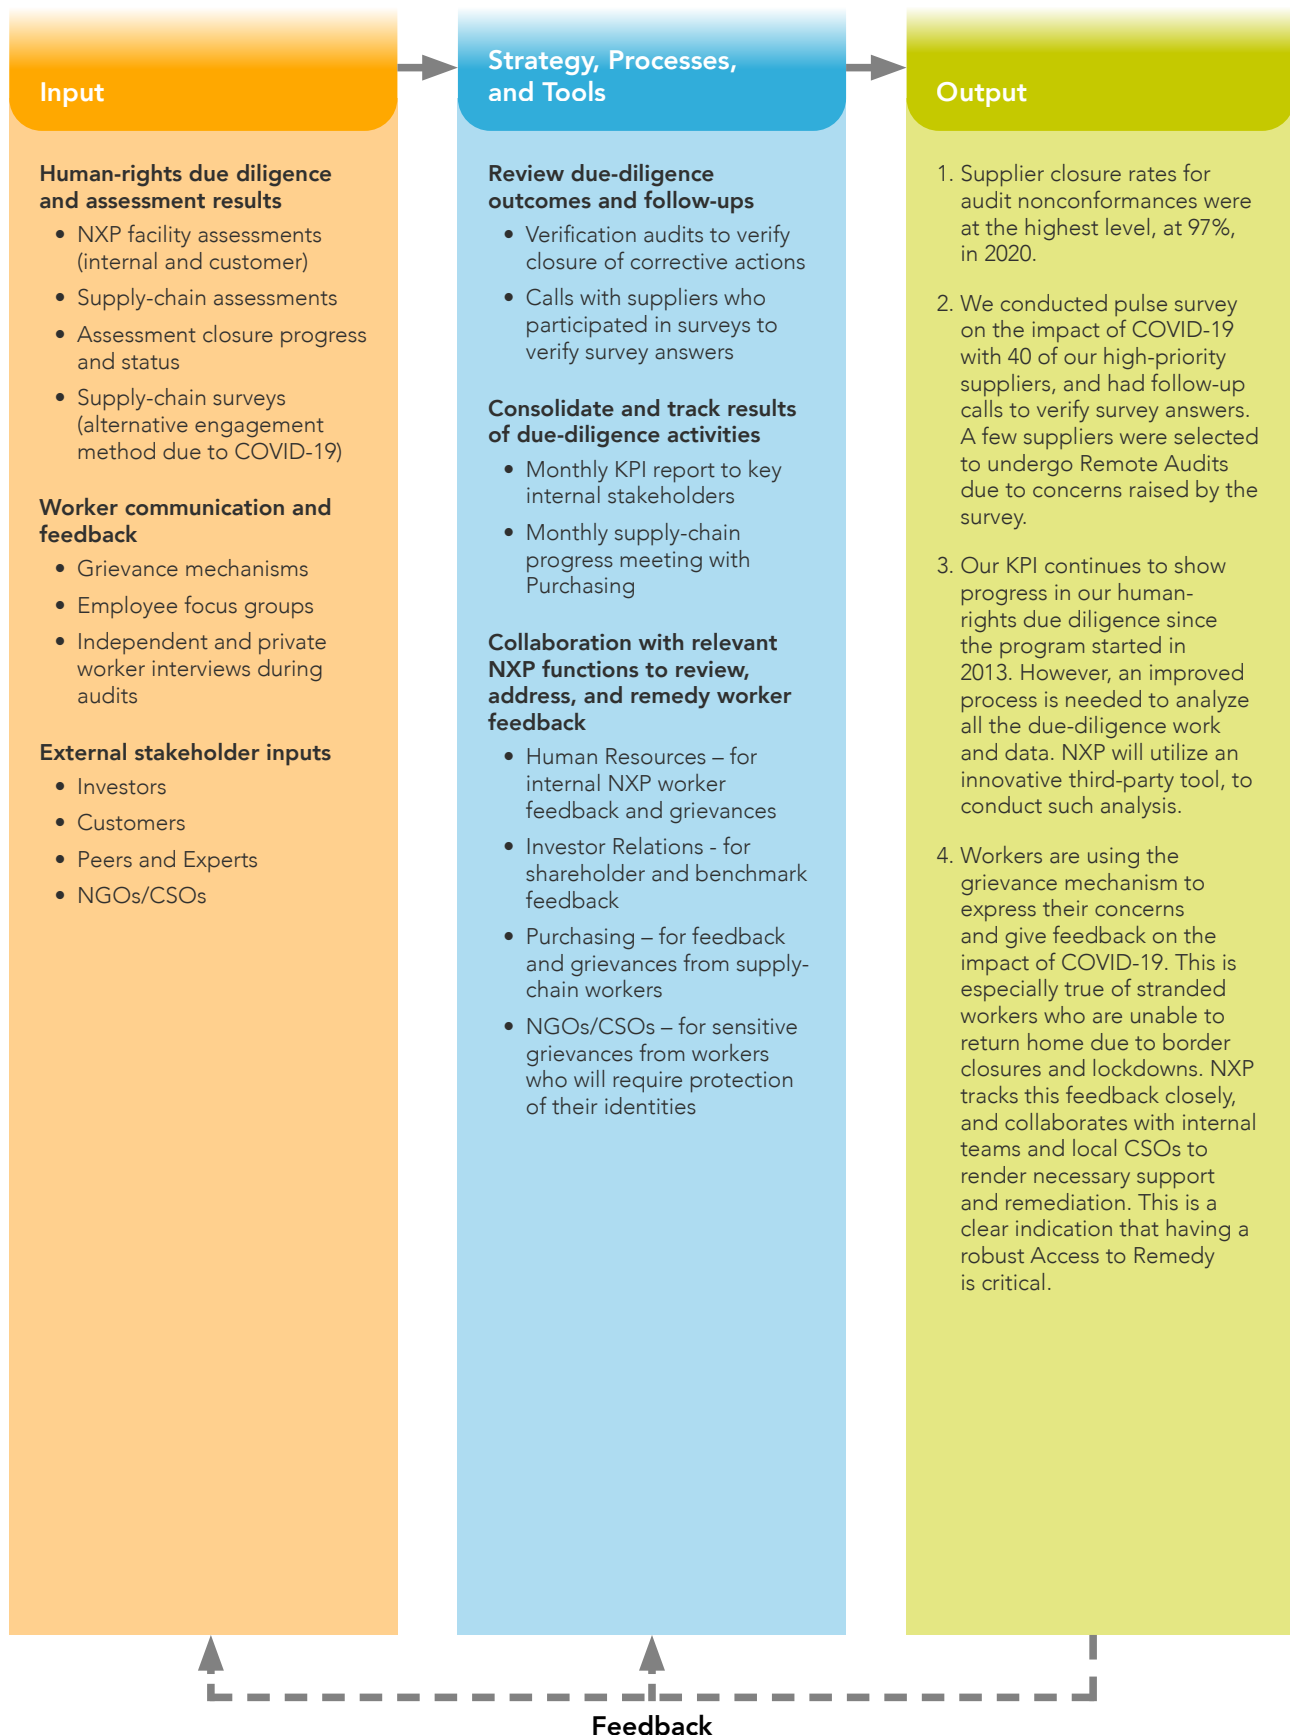 Input
Human-rights due diligence
and assessment results
• NXP facility assessments
(internal and customer)
• Supply-chain assessments
• Assessment closure progress
and status
• Supply-chain surveys
(alternative engagement
method due to COVID-19)
Worker communication and
feedback
• Grievance mechanisms
• Employee focus groups
• Independent and private
worker interviews during
audits
External stakeholder inputs
• Investors
• Customers
• Peers and Experts
• NGOs/CSOs
Strategy, Processes,
and Tools
Review due-diligence
outcomes and follow-ups
• Verification audits to verify
closure of corrective actions
• Calls with suppliers who
participated in surveys to
verify survey answers
Consolidate and track results
of due-diligence activities
• Monthly KPI report to key
internal stakeholders
• Monthly supply-chain
progress meeting with
Purchasing
Collaboration with relevant
NXP functions to review,
address, and remedy worker
feedback
• Human Resources – for
internal NXP worker
feedback and grievances
• Investor Relations - for
shareholder and benchmark
feedback
• Purchasing – for feedback
and grievances from supply-
chain workers
• NGOs/CSOs – for sensitive
grievances from workers
who will require protection
of their identities
Output
1. Supplier closure rates for
audit nonconformances were
at the highest level, at 97%,
in 2020.
2. We conducted pulse survey
on the impact of COVID-19
with 40 of our high-priority
suppliers, and had follow-up
calls to verify survey answers.
A few suppliers were selected
to undergo Remote Audits
due to concerns raised by the
survey.
3. Our KPI continues to show
progress in our human-
rights due diligence since
the program started in
2013. However, an improved
process is needed to analyze
all the due-diligence work
and data. NXP will utilize an
innovative third-party tool, to
conduct such analysis.
4. Workers are using the
grievance mechanism to
express their concerns
and give feedback on the
impact of COVID-19. This is
especially true of stranded
workers who are unable to
return home due to border
closures and lockdowns. NXP
tracks this feedback closely,
and collaborates with internal
teams and local CSOs to
render necessary support
and remediation. This is a
clear indication that having a
robust Access to Remedy
is critical.
Feedback